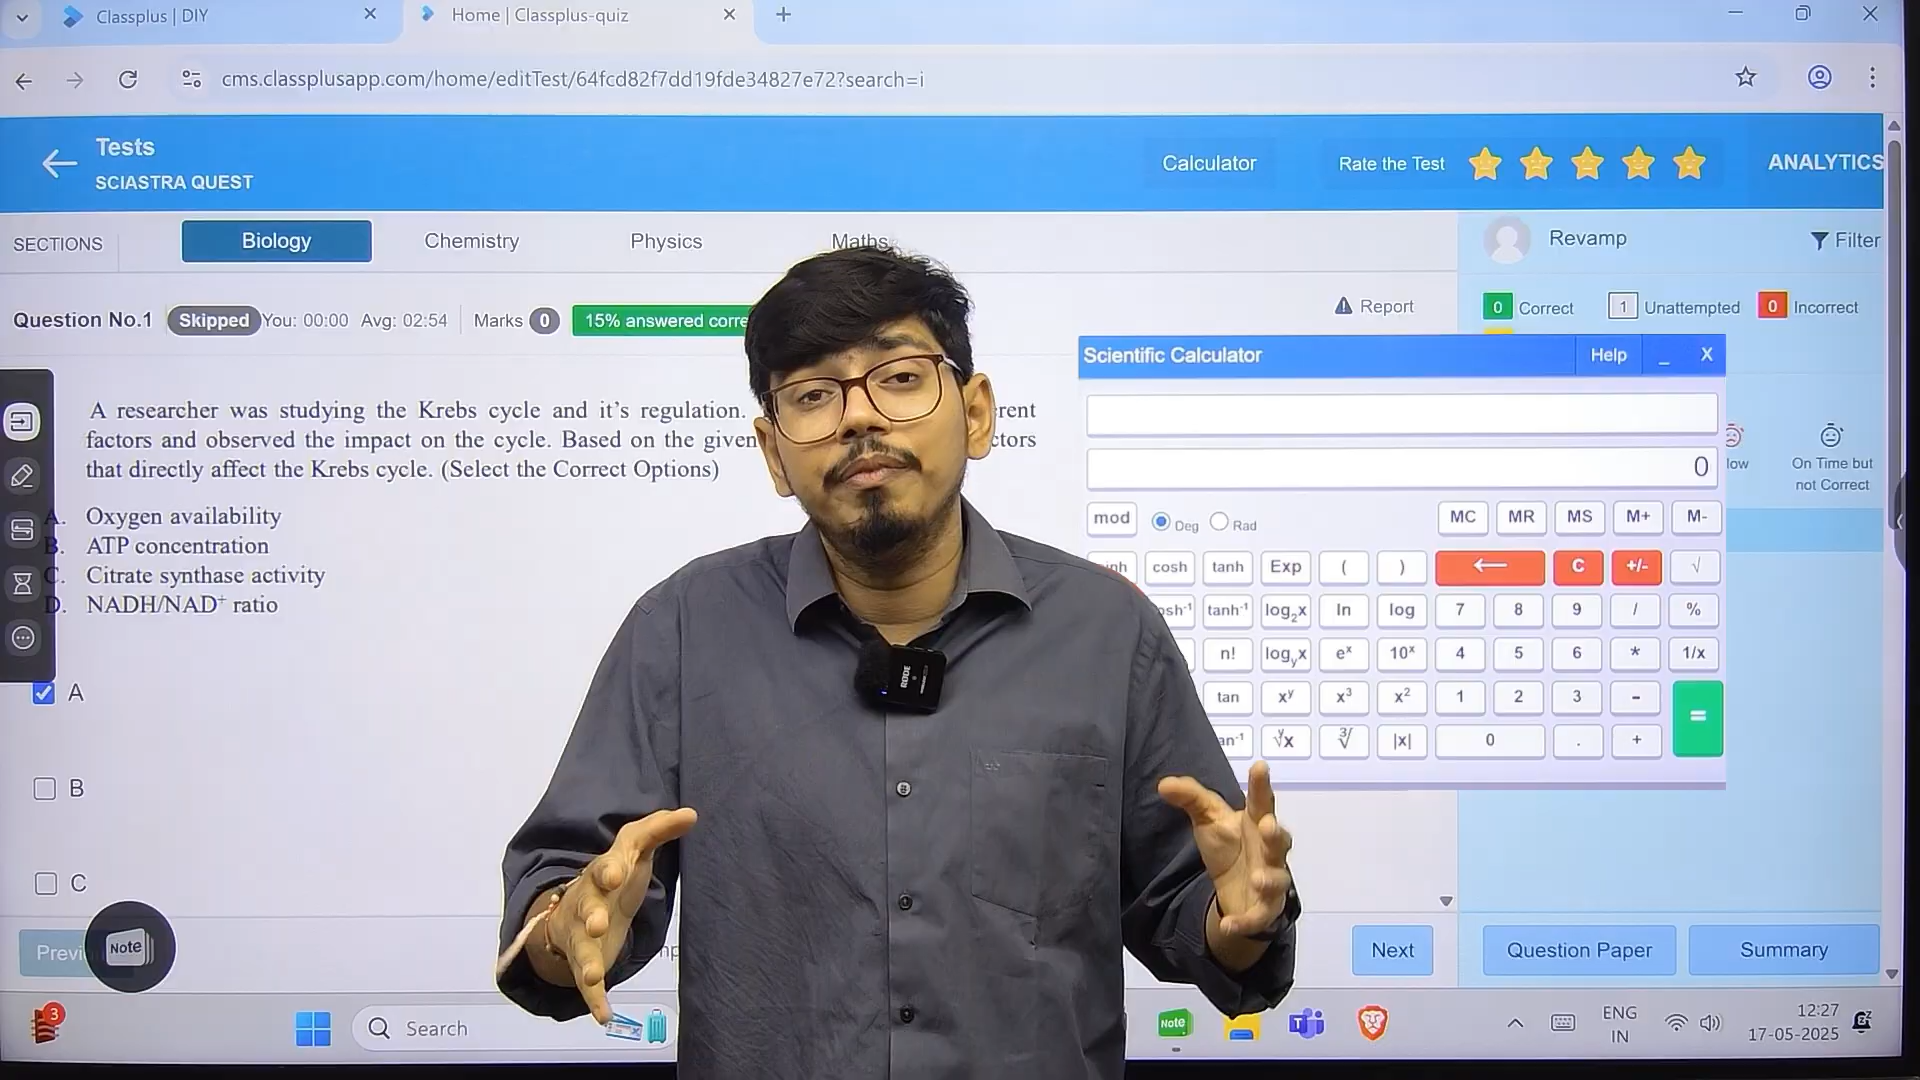 Classplus | DIY
Home | Classplus-quiz
cms.classplusapp.com/home/editTest/64fcd82f7dd19fde34827e72?search=i
Tests
SCIASTRA QUEST
Calculator
Rate the Test
ANALYTICS
SECTIONS
Biology
Chemistry
Physics
Maths
Revamp
Filter
Question No.1
Skipped
You: 00:00
Avg: 02:54
Marks
0
15% answered corre
Report
0 Correct
1 Unattempted
0 Incorrect
Scientific Calculator
Help
_
X
A researcher was studying the Krebs cycle and it's regulation.
factors and observed the impact on the cycle. Based on the given
that directly affect the Krebs cycle. (Select the Correct Options)
A. Oxygen availability
B. ATP concentration
C. Citrate synthase activity
D. NADH/NAD⁺ ratio
0
On Time but
not Correct
mod
Deg
Rad
MC MR MS M+ M-
cosh tanh Exp ( ) ← C +/- √
tanh⁻¹ log₂x ln log 7 8 9 / %
n! logᵧx eˣ 10ˣ 4 5 6 * 1/x
tan xʸ x³ x² 1 2 3 - =
ʸ√x ³√ |x| 0 . +
A
B
C
RODE
Previ
Note
Next
Question Paper
Summary
3
Search
Note
ENG
IN
12:27
17-05-2025